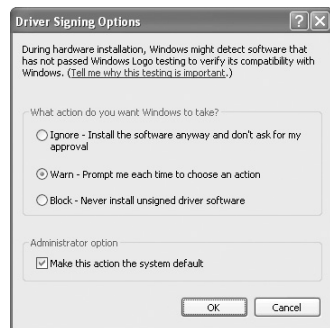 Driver Signing Options
During hardware installation, Windows might detect software that
has not passed Windows Logo testing to verify its compatibility with
Windows. (Tell me why this testing is important.)
What action do you want Windows to take?
Ignore - Install the software anyway and don't ask for my
approval
Warn - Prompt me each time to choose an action
Block - Never install unsigned driver software
Administrator option
Make this action the system default
OK
Cancel